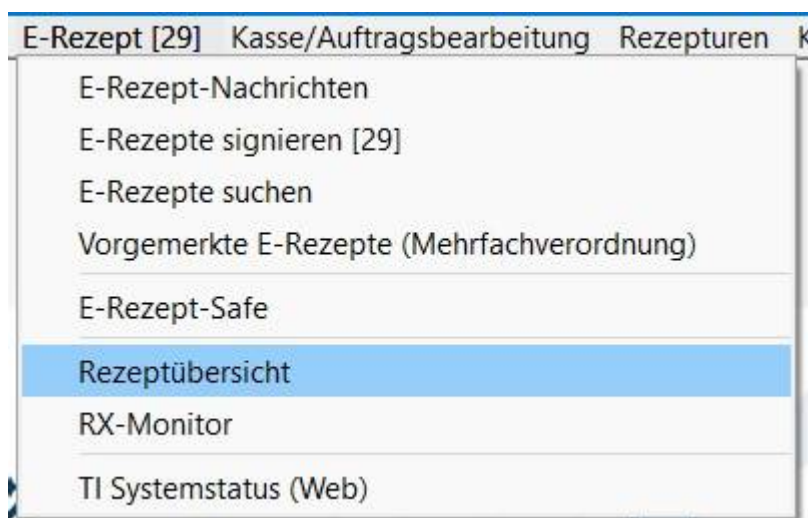 E-Rezept [29] Kasse/Auftragsbearbeitung Rezepturen
E-Rezept-Nachrichten
E-Rezepte signieren [29]
E-Rezepte suchen
Vorgemerkte E-Rezepte (Mehrfachverordnung)
E-Rezept-Safe
Rezeptübersicht
RX-Monitor
TI Systemstatus (Web)